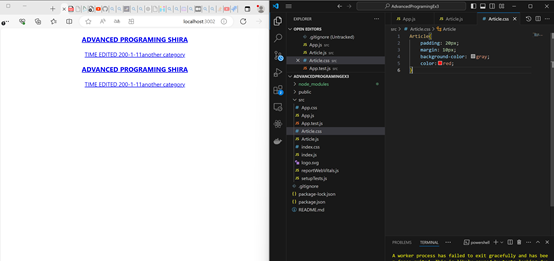 localhost:3002
ADVANCED PROGRAMING SHIRA
TIME EDITED 200-1-11another category
ADVANCED PROGRAMING SHIRA
TIME EDITED 200-1-11another category
AdvancedProgramingEx3
EXPLORER
OPEN EDITORS
.gitignore (Untracked)
App.js src
Article.js src
Article.css src
App.test.js src
ADVANCEDPROGRAMINGEX3
node_modules
public
src
App.css
App.js
App.test.js
Article.css
Article.js
index.css
index.js
logo.svg
reportWebVitals.js
setupTests.js
.gitignore
package-lock.json
package.json
README.md
App.js
Article.js
Article.css
src > Article.css > Article
1 Article{
2 padding: 20px;
3 margin: 10px;
4 background-color: gray;
5 color: red;
6 }
PROBLEMS
TERMINAL
powershell
A worker process has failed to exit gracefully and has bee